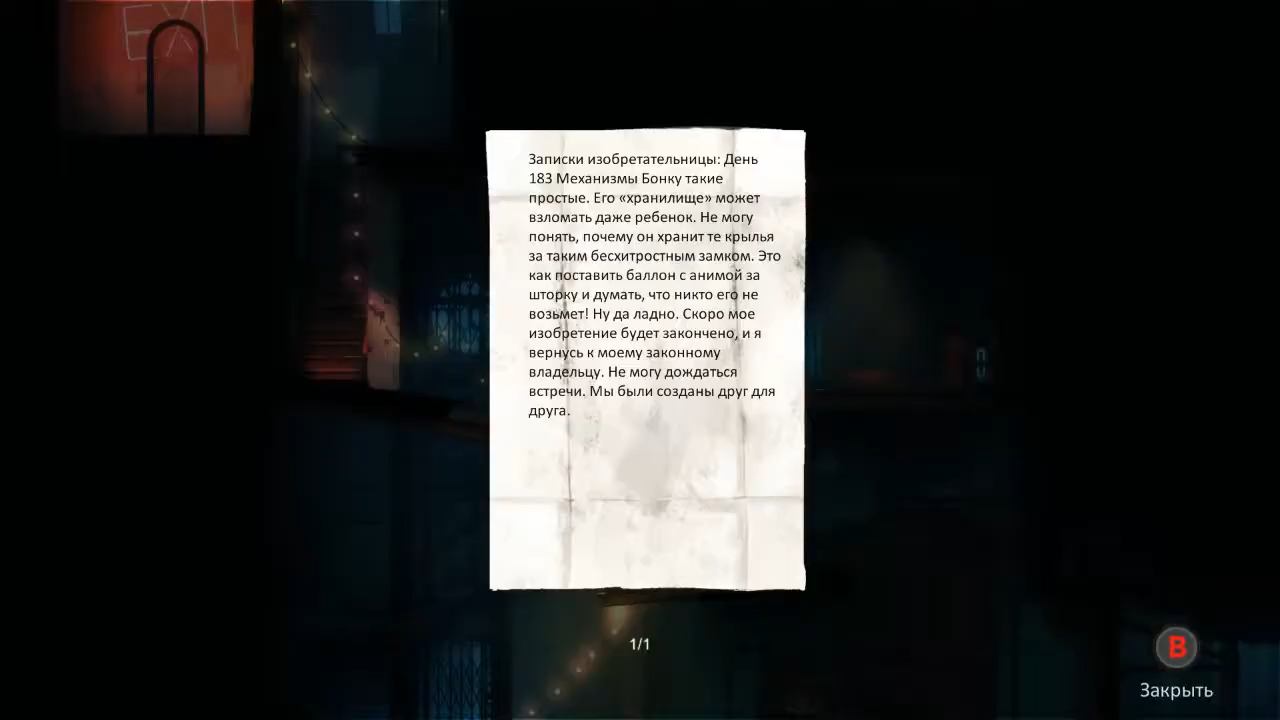 EXIT
Записки изобретательницы: День
183 Механизмы Бонку такие
простые. Его «хранилище» может
взломать даже ребенок. Не могу
понять, почему он хранит те крылья
за таким бесхитростным замком. Это
как поставить баллон с анимой за
шторку и думать, что никто его не
возьмет! Ну да ладно. Скоро мое
изобретение будет закончено, и я
вернусь к моему законному
владельцу. Не могу дождаться
встречи. Мы были созданы друг для
друга.
1/1
B
Закрыть